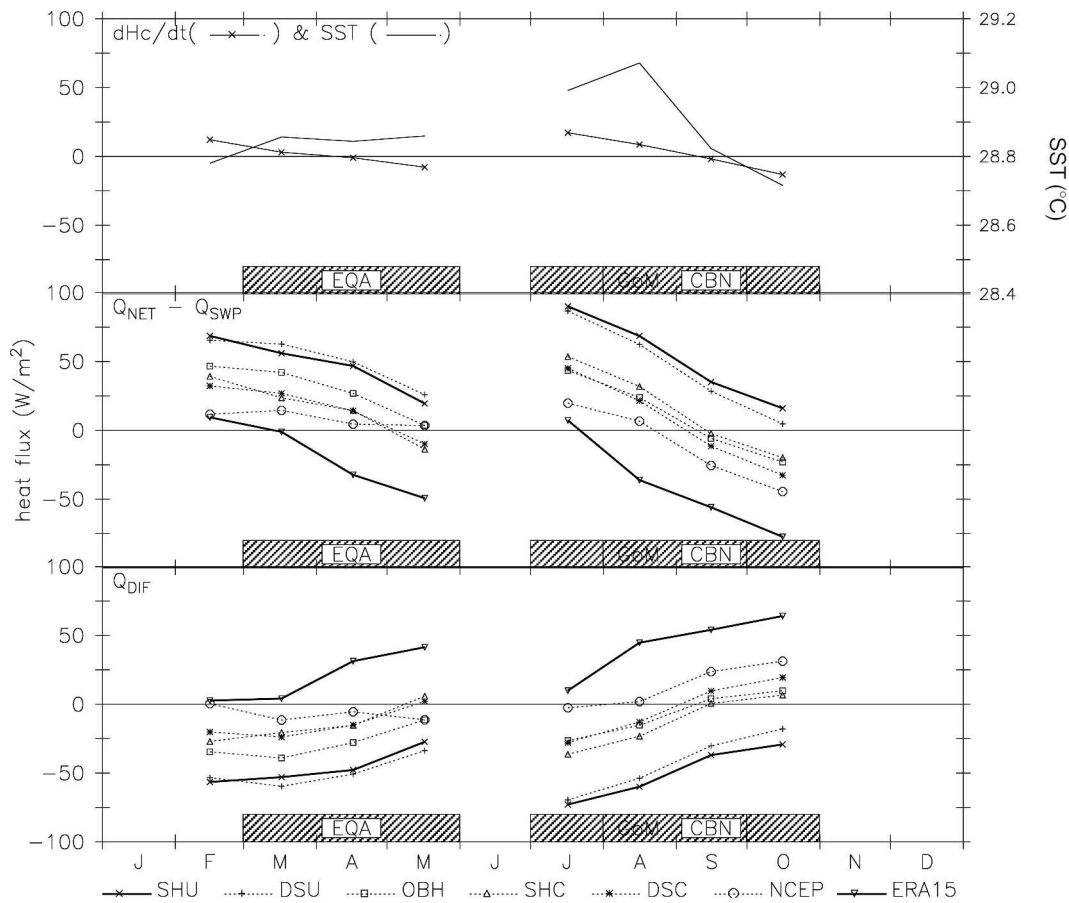 100
29.2
dHc/dt( ) & SST ( )
50
29.0
0
28.8
SST(°C)
−50
28.6
EQA GoM CBN
100
28.4
Q_NET − Q_SWP
50
0
heat flux (W/m²)
−50
EQA GoM CBN
100
Q_DIF
50
0
−50
EQA GoM CBN
−100
J F M A M J J A S O N D
SHU DSU OBH SHC DSC NCEP ERA15